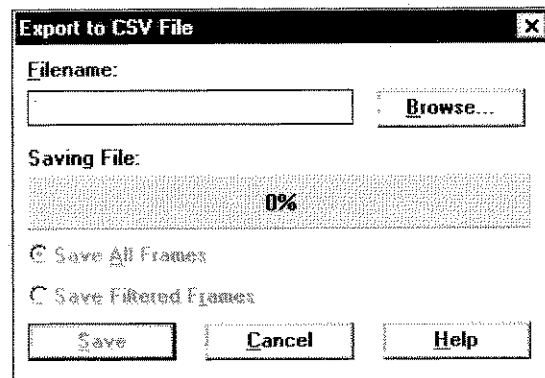 Export to CSV File
Filename:
Browse...
Saving File:
0%
Save All Frames
Save Filtered Frames
Save Cancel Help